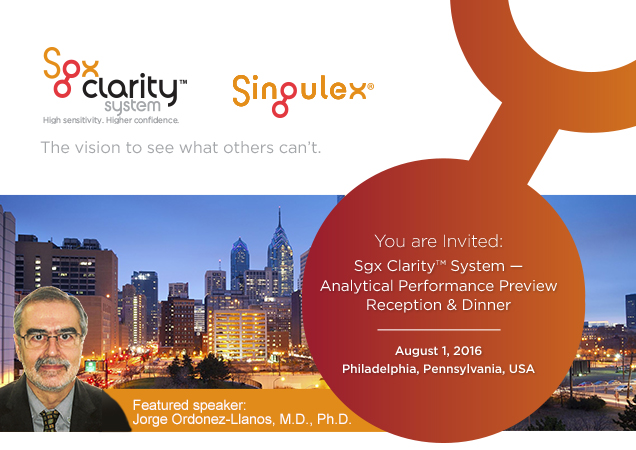 Sgx
clarity™
system
High sensitivity. Higher confidence.
Singulex®
The vision to see what others can't.
You are Invited:
Sgx Clarity™ System —
Analytical Performance Preview
Reception & Dinner
August 1, 2016
Philadelphia, Pennsylvania, USA
Featured speaker:
Jorge Ordonez-Llanos, M.D., Ph.D.